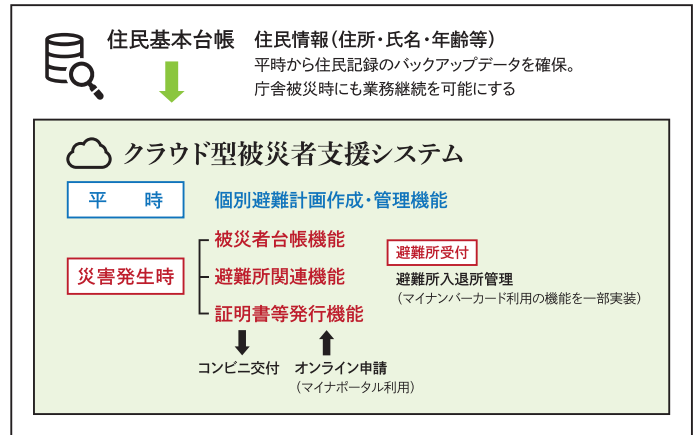 住民基本台帳
住民情報（住所・氏名・年齢等）
平時から住民記録のバックアップデータを確保。
庁舎被災時にも業務継続を可能にする
クラウド型被災者支援システム
平　時
個別避難計画作成・管理機能
災害発生時
被災者台帳機能
避難所関連機能
証明書等発行機能
避難所受付
避難所入退所管理
（マイナンバーカード利用の機能を一部実装）
コンビニ交付
オンライン申請
（マイナポータル利用）